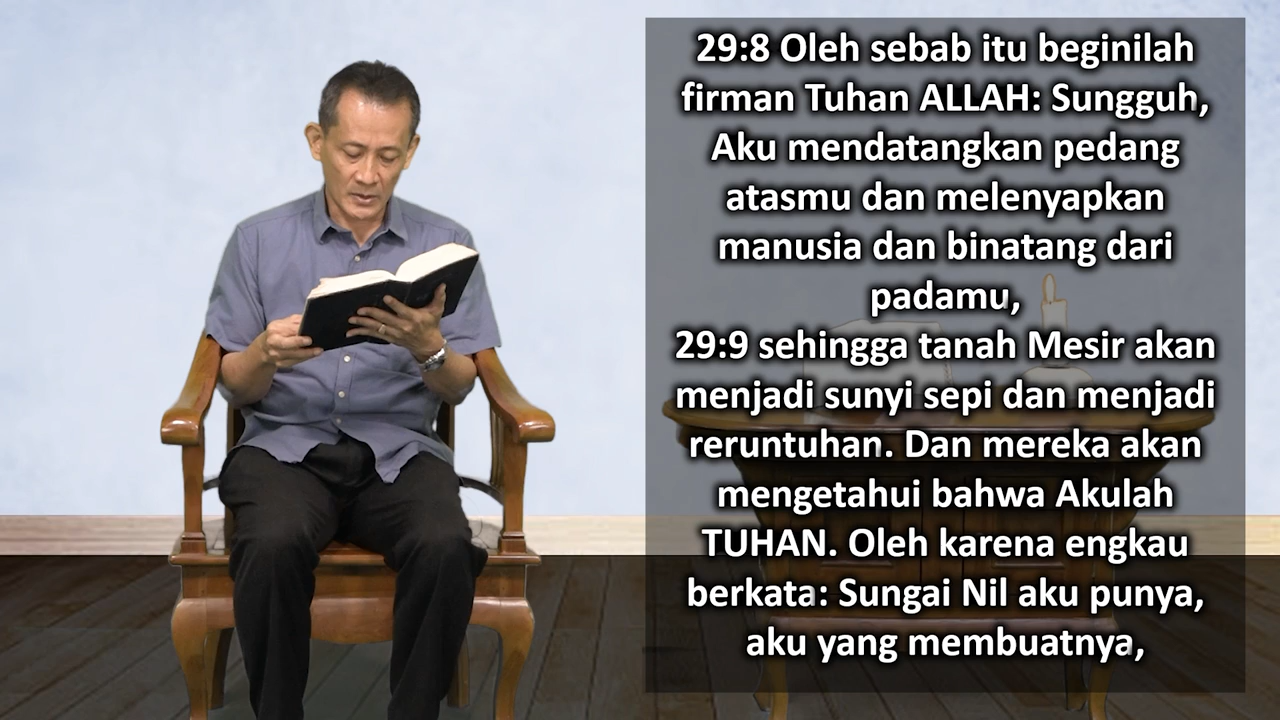 29:8 Oleh sebab itu beginilah
firman Tuhan ALLAH: Sungguh,
Aku mendatangkan pedang
atasmu dan melenyapkan
manusia dan binatang dari
padamu,
29:9 sehingga tanah Mesir akan
menjadi sunyi sepi dan menjadi
reruntuhan. Dan mereka akan
mengetahui bahwa Akulah
TUHAN. Oleh karena engkau
berkata: Sungai Nil aku punya,
aku yang membuatnya,